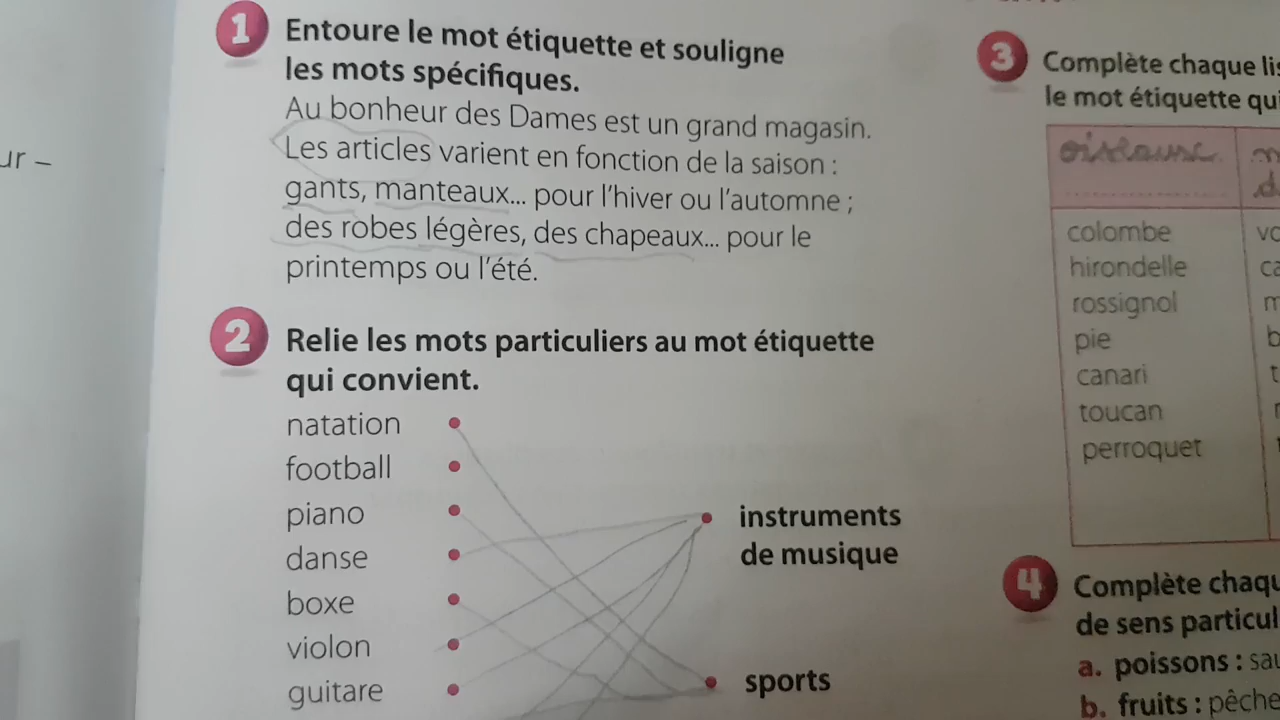 ur –
1 Entoure le mot étiquette et souligne
les mots spécifiques.
Au bonheur des Dames est un grand magasin.
Les articles varient en fonction de la saison :
gants, manteaux... pour l'hiver ou l'automne ;
des robes légères, des chapeaux... pour le
printemps ou l'été.
2 Relie les mots particuliers au mot étiquette
qui convient.
natation
football
piano
danse
boxe
violon
guitare
instruments
de musique
sports
3 Complète chaque lis
le mot étiquette qui
oiseaux
colombe
hirondelle
rossignol
pie
canari
toucan
perroquet
4 Complète chaqu
de sens particul
a. poissons : sau
b. fruits : pêche